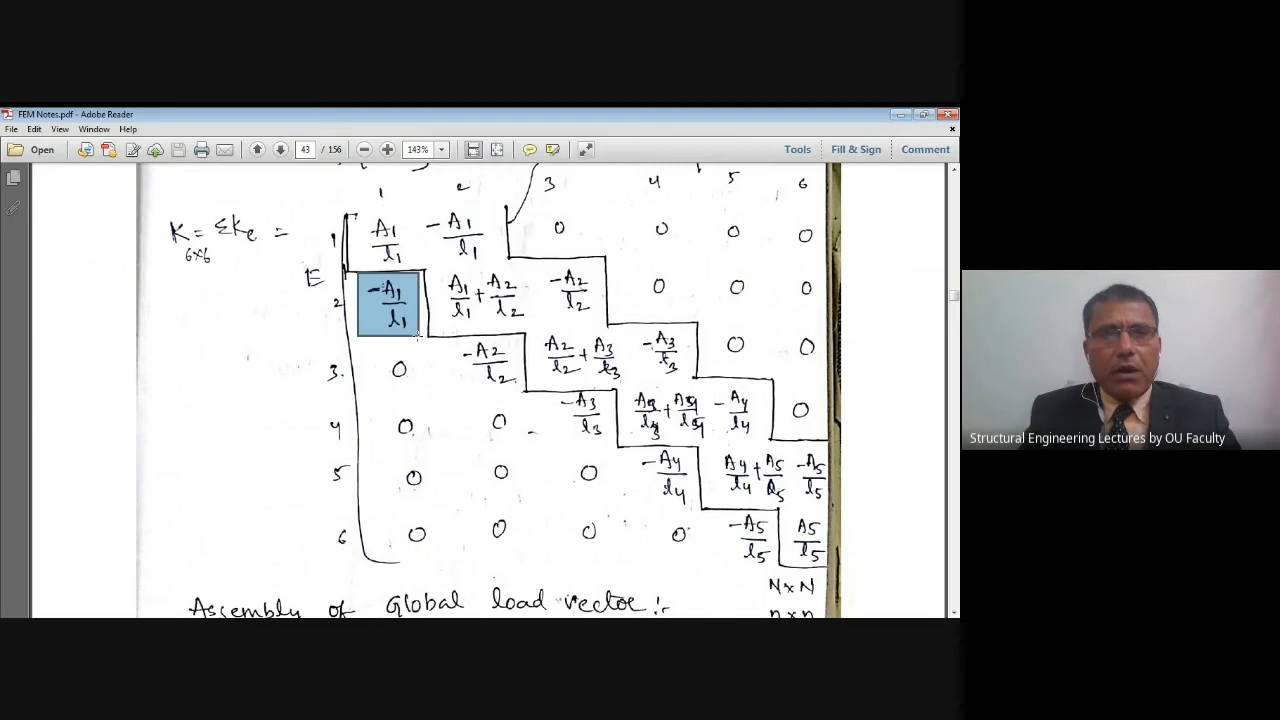 FEM Notes.pdf - Adobe Reader
File Edit View Window Help
Open 43 / 156 143% Tools Fill & Sign Comment
1 2 3 4 5 6
K = ΣKe =
6x6
E
1 A1/l1 -A1/l1 0 0 0 0
2 -A1/l1 A1/l1 + A2/l2 -A2/l2 0 0 0
3. 0 -A2/l2 A2/l2 + A3/l3 -A3/l3 0 0
4 0 0 -A3/l3 A3/l3 + A4/l4 -A4/l4 0
5 0 0 0 -A4/l4 A4/l4 + A5/l5 -A5/l5
6 0 0 0 0 -A5/l5 A5/l5
N x N
n x n
Assembly of Global load vector :-
Structural Engineering Lectures by OU Faculty